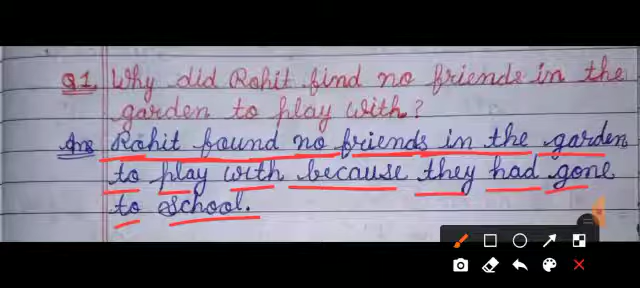 Q1 Why did Rohit find no friends in the
garden to play with?
Ans Rohit found no friends in the garden
to play with because they had gone
to school.